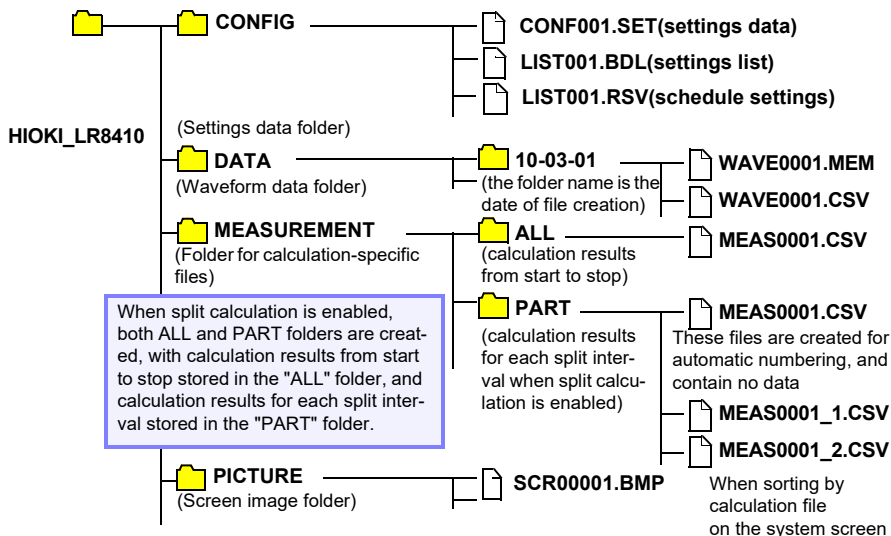 CONFIG
CONF001.SET(settings data)
LIST001.BDL(settings list)
LIST001.RSV(schedule settings)
HIOKI_LR8410
(Settings data folder)
DATA
(Waveform data folder)
10-03-01
(the folder name is the
date of file creation)
WAVE0001.MEM
WAVE0001.CSV
MEASUREMENT
(Folder for calculation-specific
files)
ALL
(calculation results
from start to stop)
MEAS0001.CSV
When split calculation is enabled,
both ALL and PART folders are creat-
ed, with calculation results from start
to stop stored in the "ALL" folder, and
calculation results for each split inter-
val stored in the "PART" folder.
PART
(calculation results
for each split inter-
val when split calcu-
lation is enabled)
MEAS0001.CSV
These files are created for
automatic numbering, and
contain no data
MEAS0001_1.CSV
MEAS0001_2.CSV
When sorting by
calculation file
on the system screen
PICTURE
(Screen image folder)
SCR00001.BMP